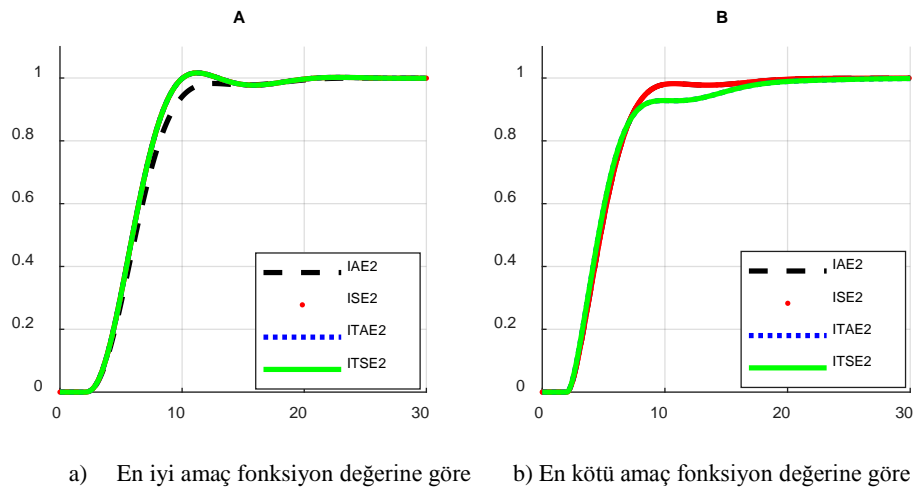 A
B
1
0.8
0.6
0.4
0.2
0
0
10
20
30
IAE2
ISE2
ITAE2
ITSE2
1
0.8
0.6
0.4
0.2
0
0
10
20
30
IAE2
ISE2
ITAE2
ITSE2
a) En iyi amaç fonksiyon değerine göre
b) En kötü amaç fonksiyon değerine göre